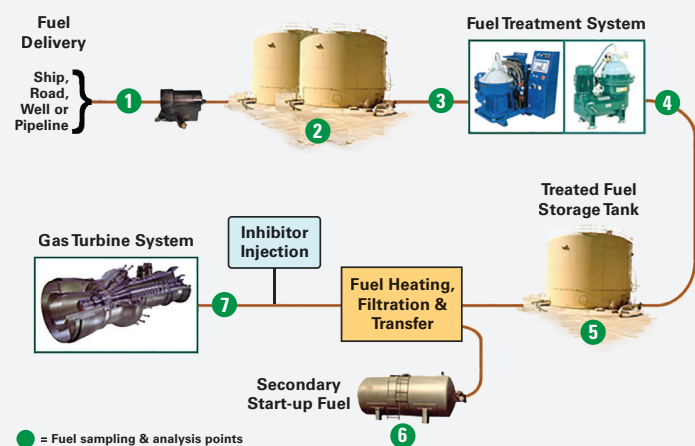 Fuel
Delivery
Ship,
Road,
Well or
Pipeline
1
2
3
Fuel Treatment System
4
Treated Fuel
Storage Tank
5
Gas Turbine System
7
Inhibitor
Injection
Fuel Heating,
Filtration &
Transfer
Secondary
Start-up Fuel
6
= Fuel sampling & analysis points